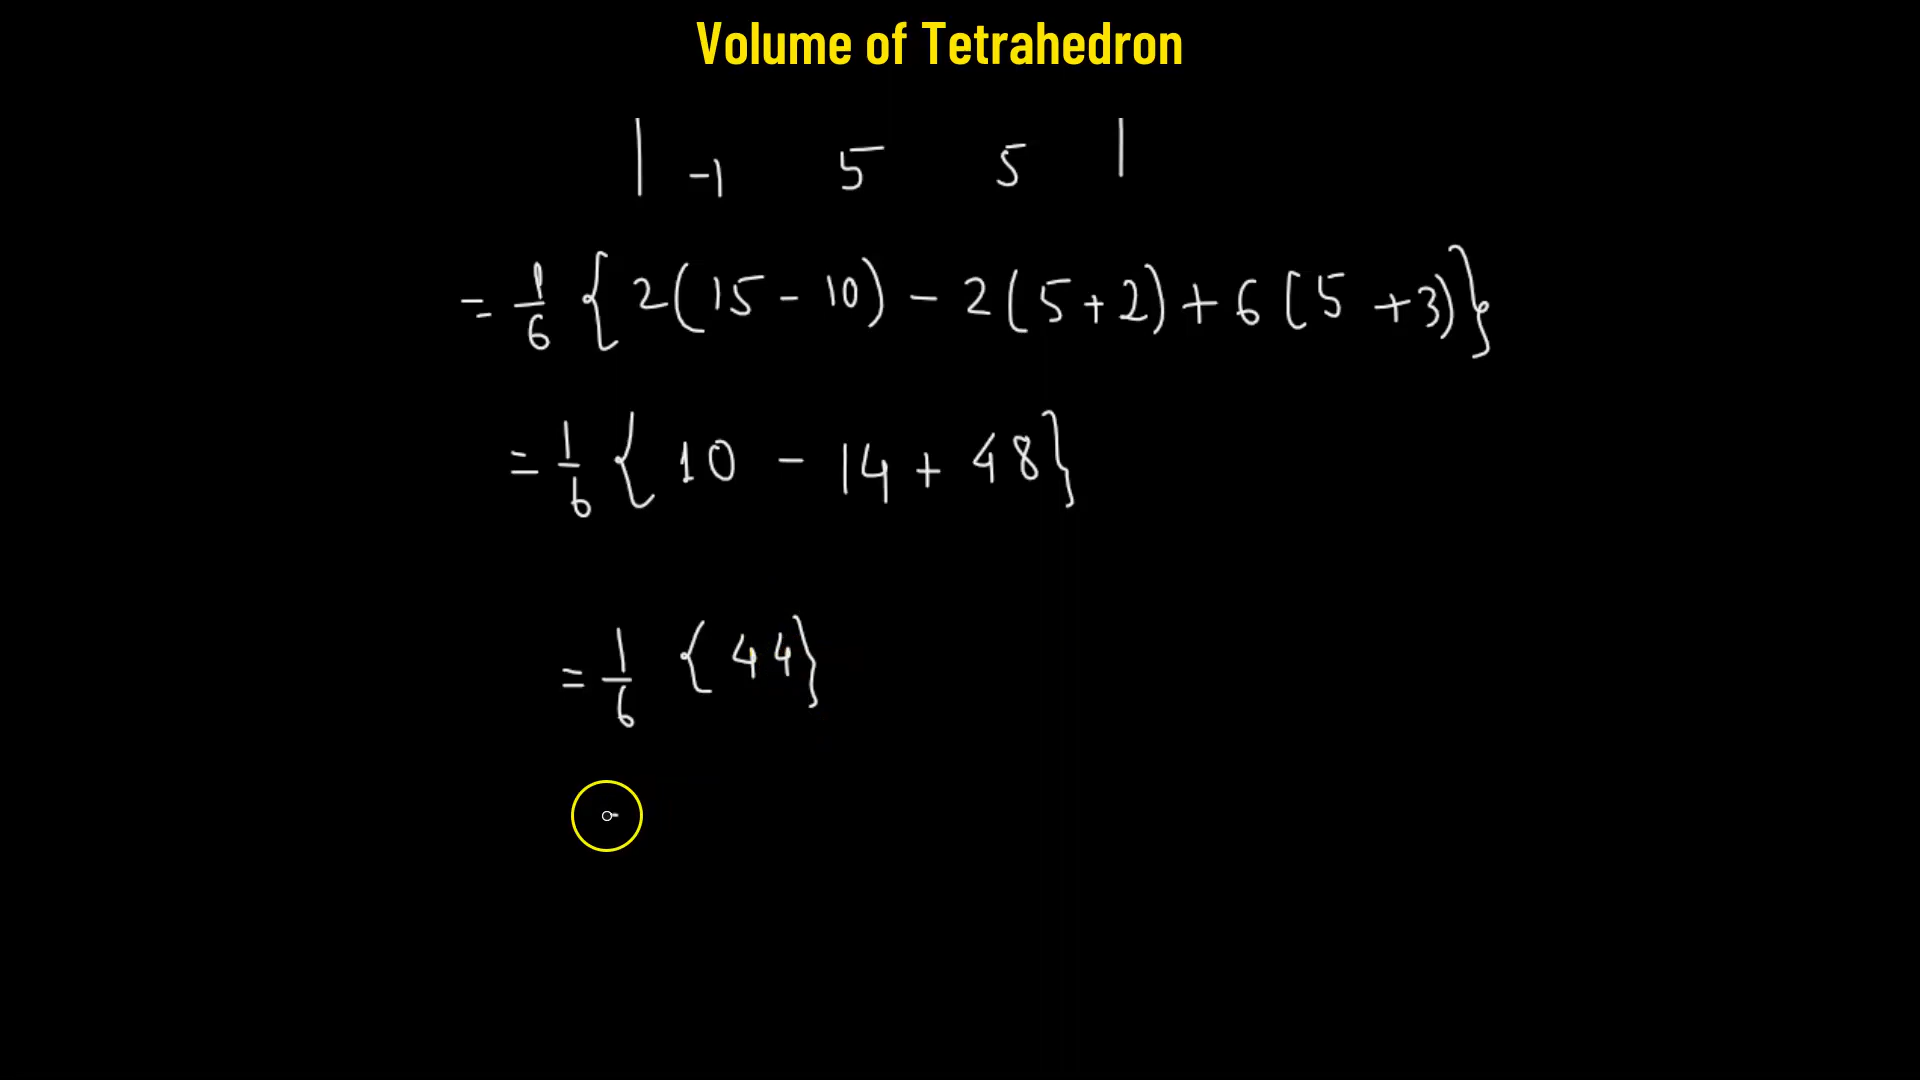 Volume of Tetrahedron
| -1 5 5 |
= 1/6 { 2(15 - 10) - 2(5+2) + 6(5 +3)}
= 1/6 { 10 - 14 + 48}
= 1/6 {44}